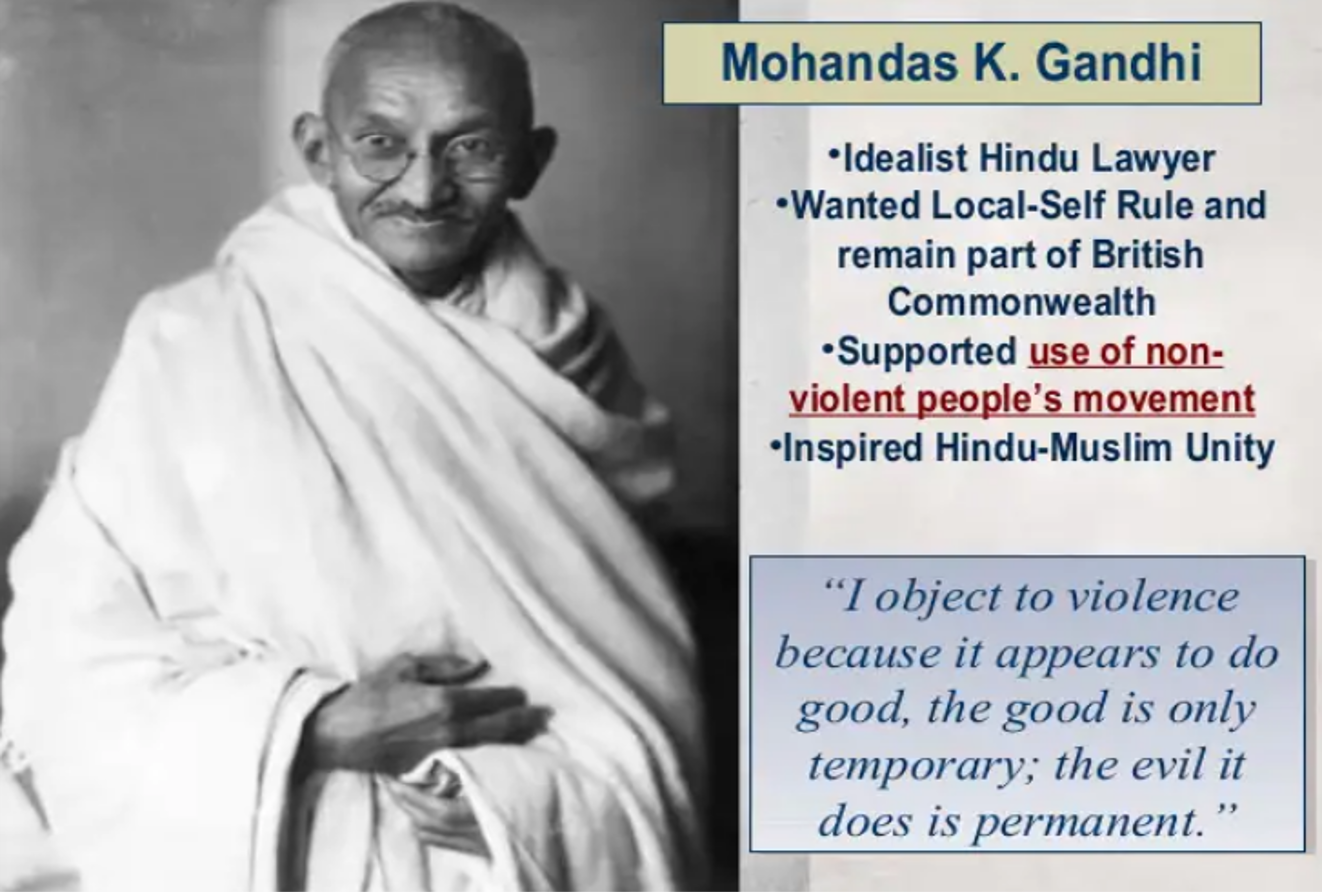 Mohandas K. Gandhi
•Idealist Hindu Lawyer
•Wanted Local-Self Rule and
remain part of British
Commonwealth
•Supported use of non-
violent people’s movement
•Inspired Hindu-Muslim Unity
“I object to violence
because it appears to do
good, the good is only
temporary; the evil it
does is permanent.”